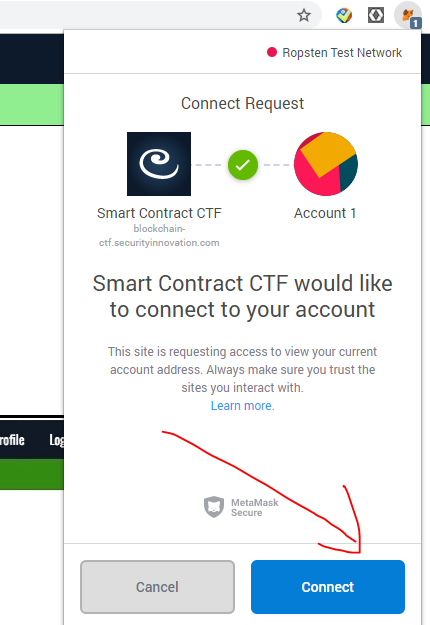 1
Ropsten Test Network
Connect Request
Smart Contract CTF
blockchain-
ctf.securityinnovation.com
Account 1
Smart Contract CTF would like
to connect to your account
This site is requesting access to view your current
account address. Always make sure you trust the
sites you interact with.
Learn more.
rofile Log
MetaMask
Secure
Cancel
Connect